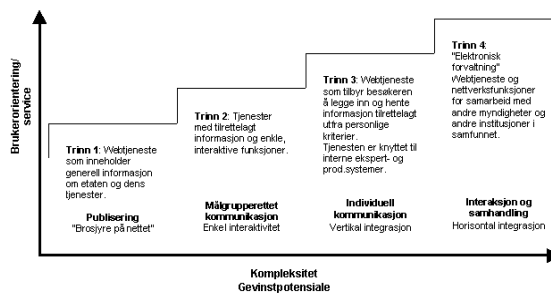 Brukerorientering/
service
Trinn 1: Webtjeneste
som inneholder
generell informasjon
om etaten og dens
tjenester.
Publisering
"Brosjyre på nettet"
Trinn 2: Tjenester
med tilrettelagt
informasjon og enkle,
interaktive funksjoner.
Målgrupperettet
kommunikasjon
Enkel interaktivitet
Trinn 3: Webtjeneste
som tilbyr besøkeren
å legge inn og hente
informasjon tilrettelagt
utfra personlige
kriterier.
Tjenesten er knyttet til
interne ekspert- og
prod.systemer.
Individuell
kommunikasjon
Vertikal integrasjon
Trinn 4:
"Elektronisk
forvaltning"
Webtjeneste og
nettverksfunksjoner
for samarbeid med
andre myndigheter og
andre institusjoner i
samfunnet.
Interaksjon og
samhandling
Horisontal integrasjon
Kompleksitet
Gevinstpotensiale